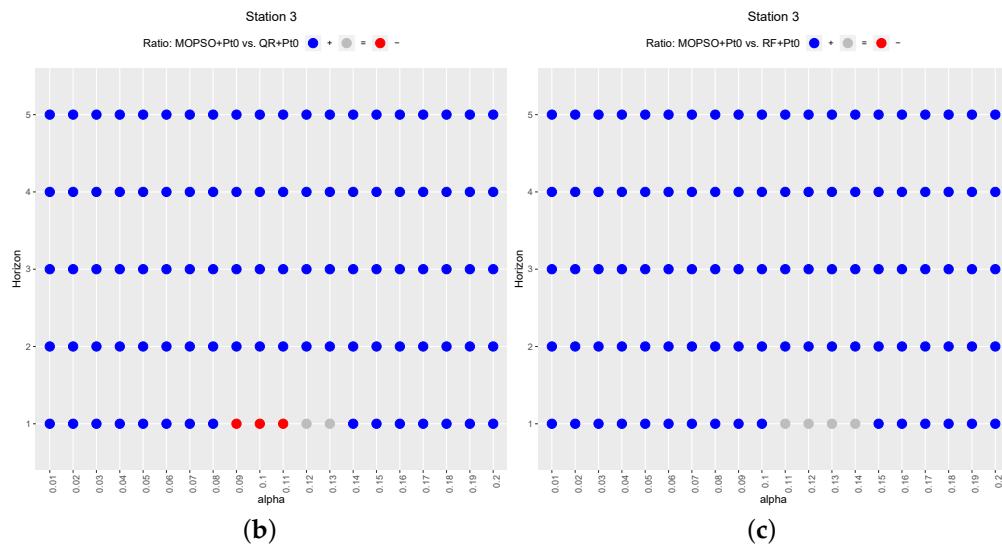 Station 3
Ratio: MOPSO+Pt0 vs. QR+Pt0 + = −
Horizon
5
4
3
2
1
0.01 0.02 0.03 0.04 0.05 0.06 0.07 0.08 0.09 0.1 0.11 0.12 0.13 0.14 0.15 0.16 0.17 0.18 0.19 0.2
alpha
(b)
Station 3
Ratio: MOPSO+Pt0 vs. RF+Pt0 + = −
Horizon
5
4
3
2
1
0.01 0.02 0.03 0.04 0.05 0.06 0.07 0.08 0.09 0.1 0.11 0.12 0.13 0.14 0.15 0.16 0.17 0.18 0.19 0.2
alpha
(c)